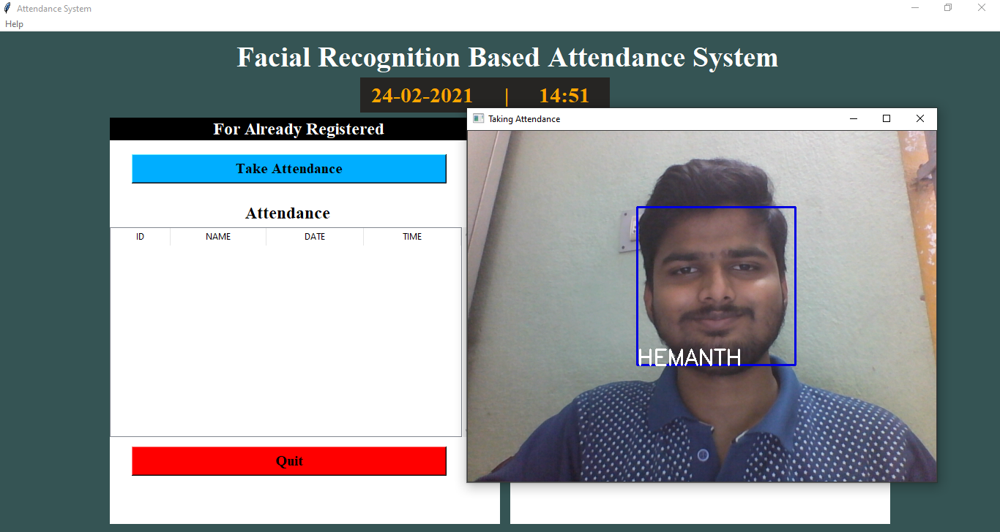 Attendance System
Help
Facial Recognition Based Attendance System
24-02-2021 | 14:51
For Already Registered
Take Attendance
Attendance
ID NAME DATE TIME
Quit
Taking Attendance
HEMANTH